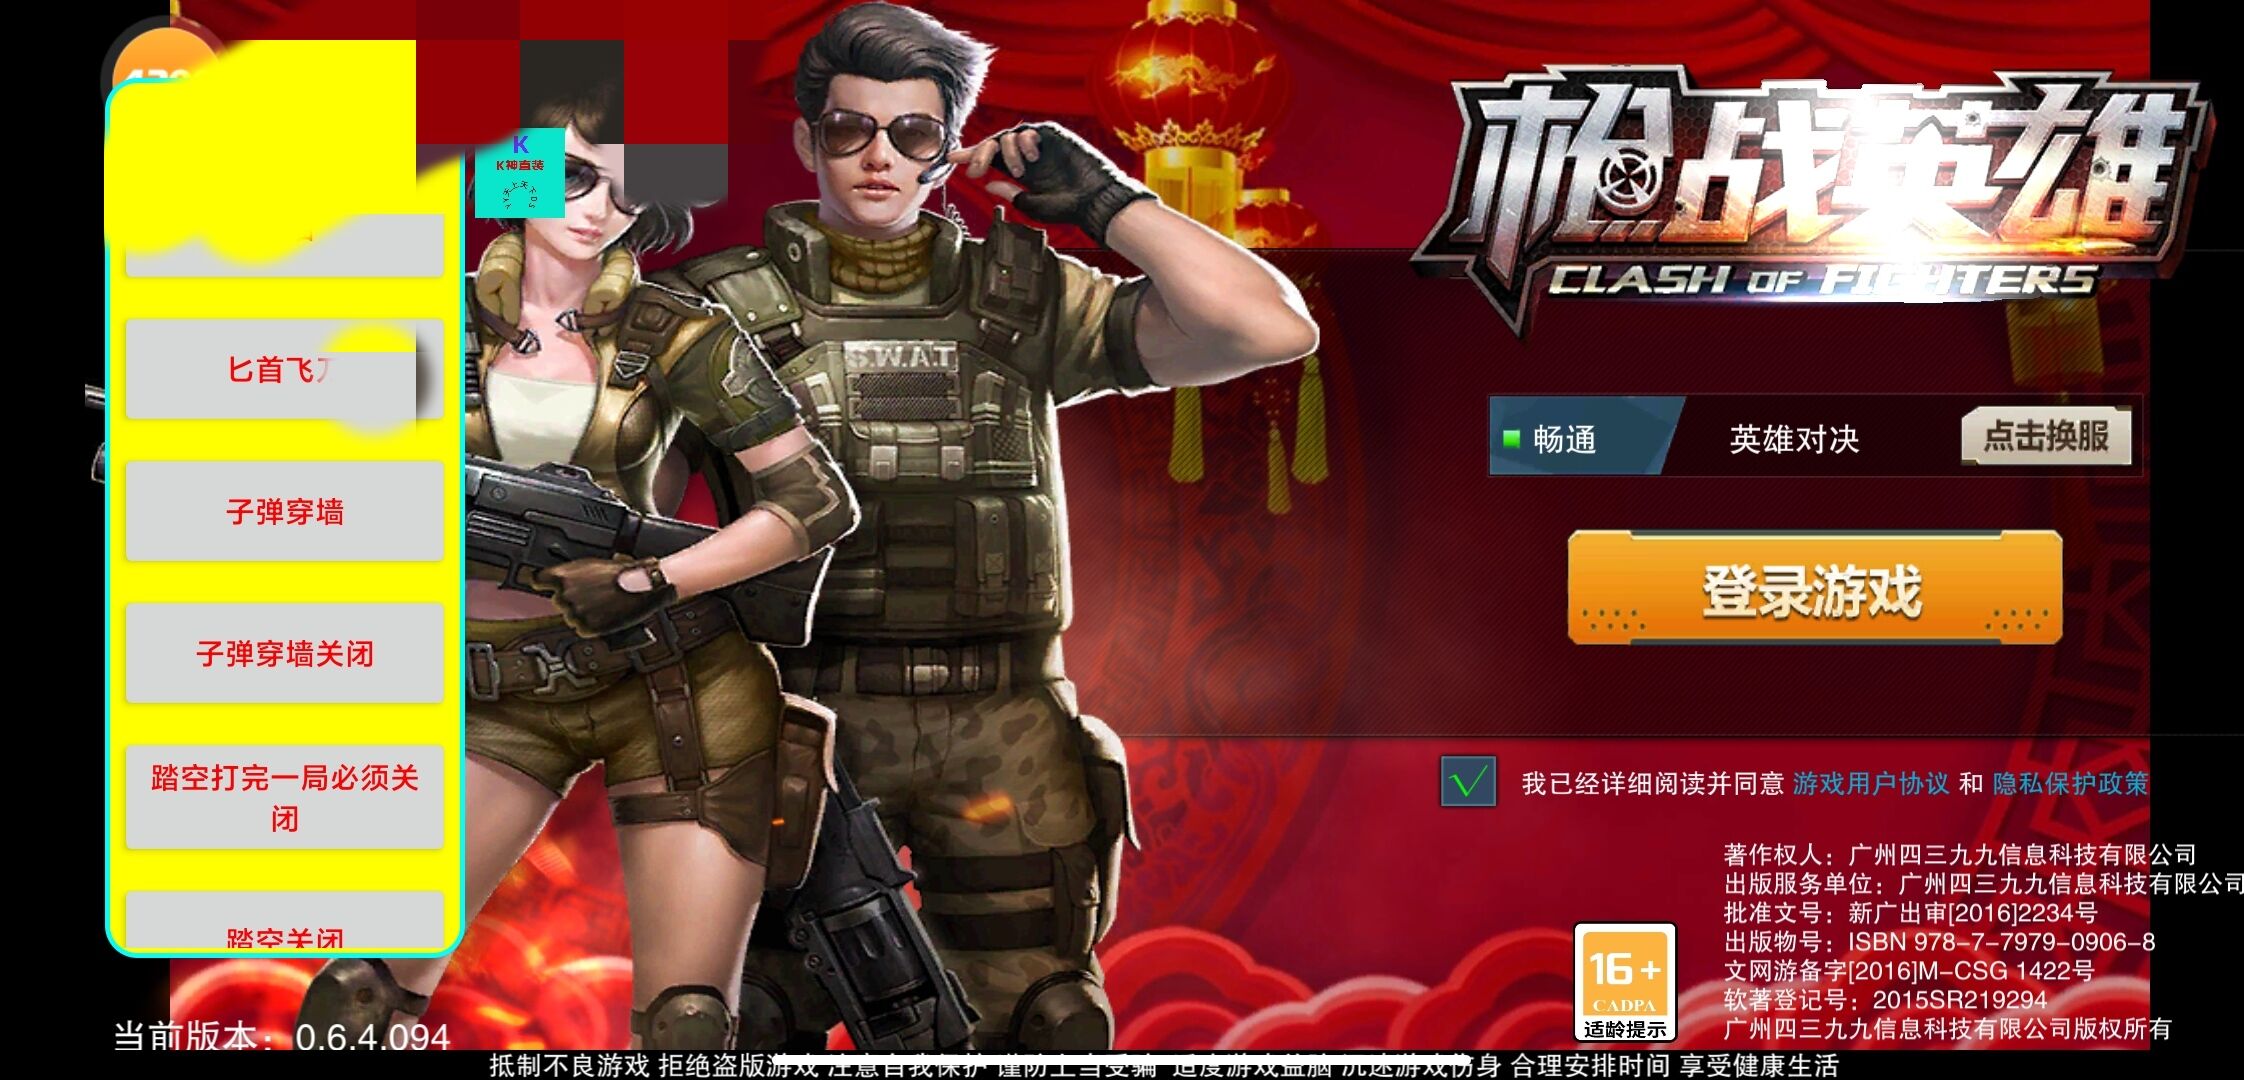 K
K神直装
匕首飞
子弹穿墙
子弹穿墙关闭
踏空打完一局必须关
闭
踏空关闭
当前版本：0.6.4.094
S.W.A.T
枪战英雄
CLASH OF FIGHTERS
畅通
英雄对决
点击换服
登录游戏
我已经详细阅读并同意 游戏用户协议 和 隐私保护政策
16+
CADPA
适龄提示
著作权人：广州四三九九信息科技有限公司
出版服务单位：广州四三九九信息科技有限公司
批准文号：新广出审[2016]2234号
出版物号：ISBN 978-7-7979-0906-8
文网游备字[2016]M-CSG 1422号
软著登记号：2015SR219294
广州四三九九信息科技有限公司版权所有
抵制不良游戏 拒绝盗版游戏 注意自我保护 谨防上当受骗 适度游戏益脑 沉迷游戏伤身 合理安排时间 享受健康生活